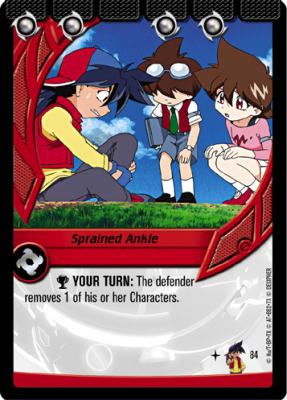 Sprained Ankle
YOUR TURN: The defender
removes 1 of his or her Characters.
84